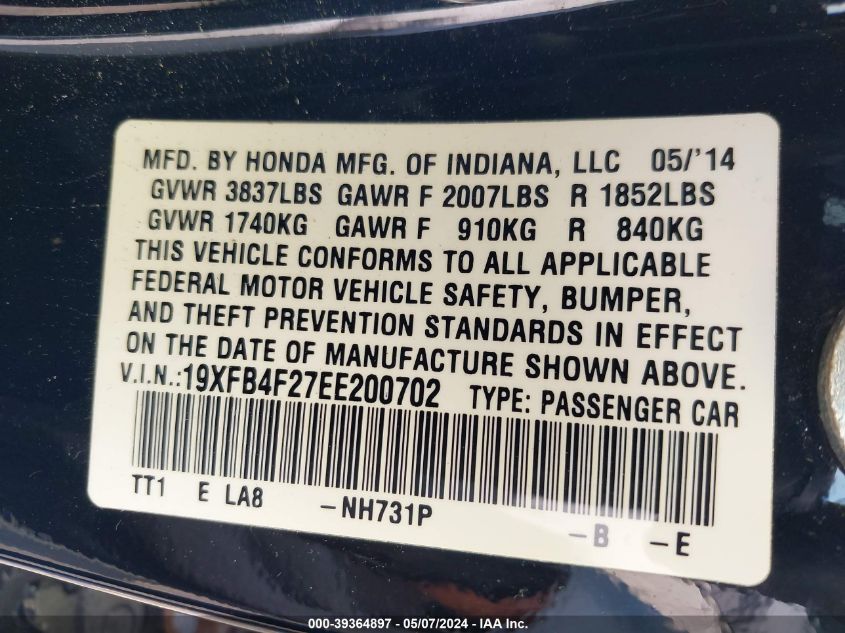 MFD. BY HONDA MFG. OF INDIANA, LLC 05/'14
GVWR 3837LBS GAWR F 2007LBS R 1852LBS
GVWR 1740KG GAWR F 910KG R 840KG
THIS VEHICLE CONFORMS TO ALL APPLICABLE
FEDERAL MOTOR VEHICLE SAFETY, BUMPER,
AND THEFT PREVENTION STANDARDS IN EFFECT
ON THE DATE OF MANUFACTURE SHOWN ABOVE.
V.I.N.:19XFB4F27EE200702 TYPE: PASSENGER CAR
TT1 E LA8 -NH731P -B -E
000-39364897 - 05/07/2024 - IAA Inc.